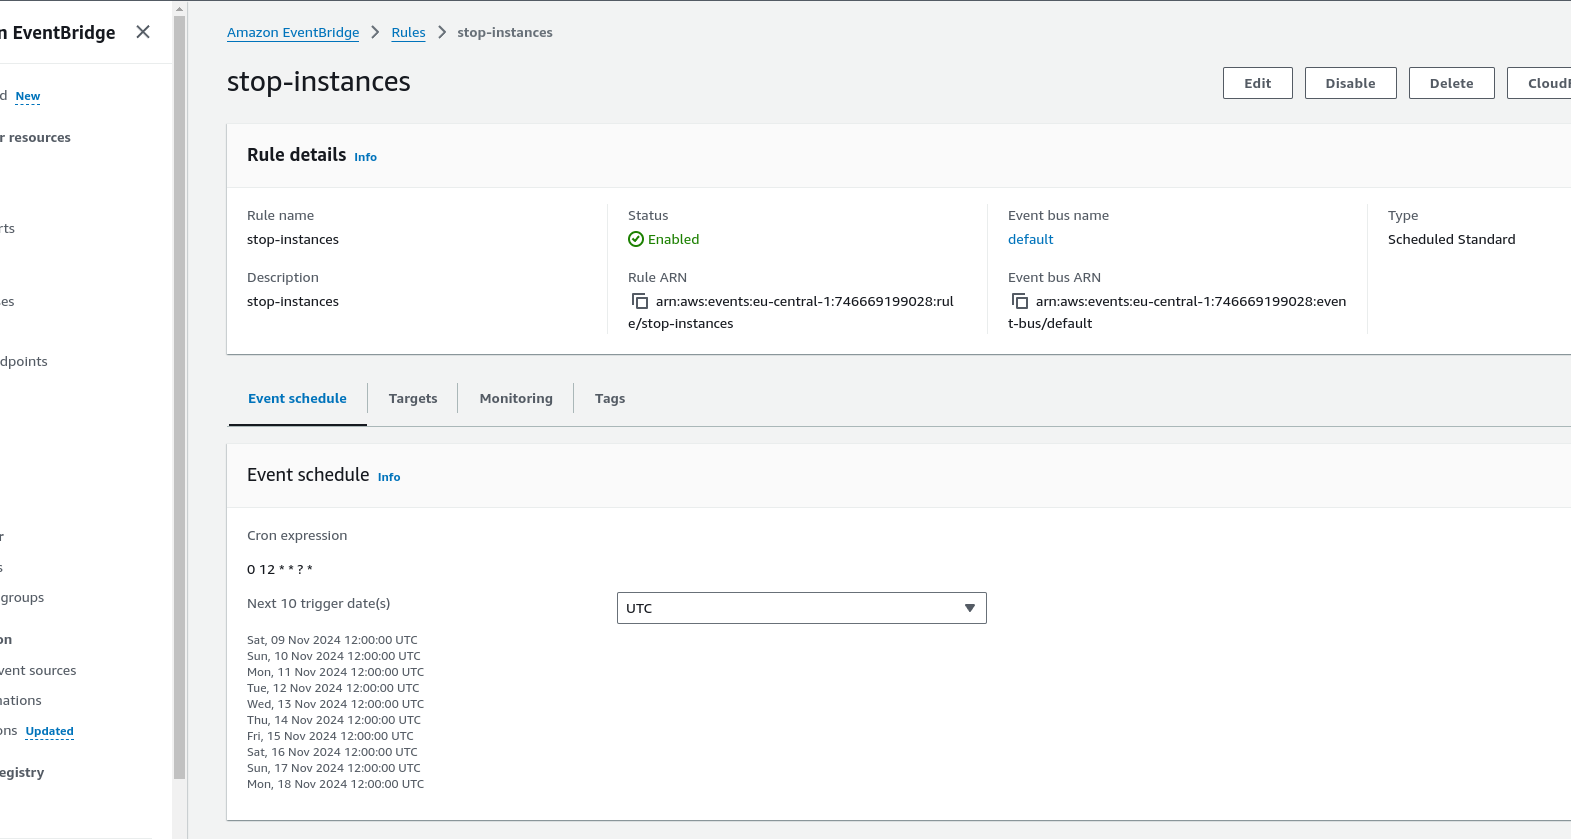 n EventBridge
d New
r resources
rts
es
dpoints
r
s
groups
on
vent sources
nations
ons Updated
egistry
Amazon EventBridge > Rules > stop-instances
stop-instances
Edit Disable Delete Cloud
Rule details Info
Rule name
stop-instances
Description
stop-instances
Status
Enabled
Rule ARN
arn:aws:events:eu-central-1:746669199028:rul
e/stop-instances
Event bus name
default
Event bus ARN
arn:aws:events:eu-central-1:746669199028:even
t-bus/default
Type
Scheduled Standard
Event schedule Targets Monitoring Tags
Event schedule Info
Cron expression
0 12 * * ? *
Next 10 trigger date(s)
UTC
Sat, 09 Nov 2024 12:00:00 UTC
Sun, 10 Nov 2024 12:00:00 UTC
Mon, 11 Nov 2024 12:00:00 UTC
Tue, 12 Nov 2024 12:00:00 UTC
Wed, 13 Nov 2024 12:00:00 UTC
Thu, 14 Nov 2024 12:00:00 UTC
Fri, 15 Nov 2024 12:00:00 UTC
Sat, 16 Nov 2024 12:00:00 UTC
Sun, 17 Nov 2024 12:00:00 UTC
Mon, 18 Nov 2024 12:00:00 UTC